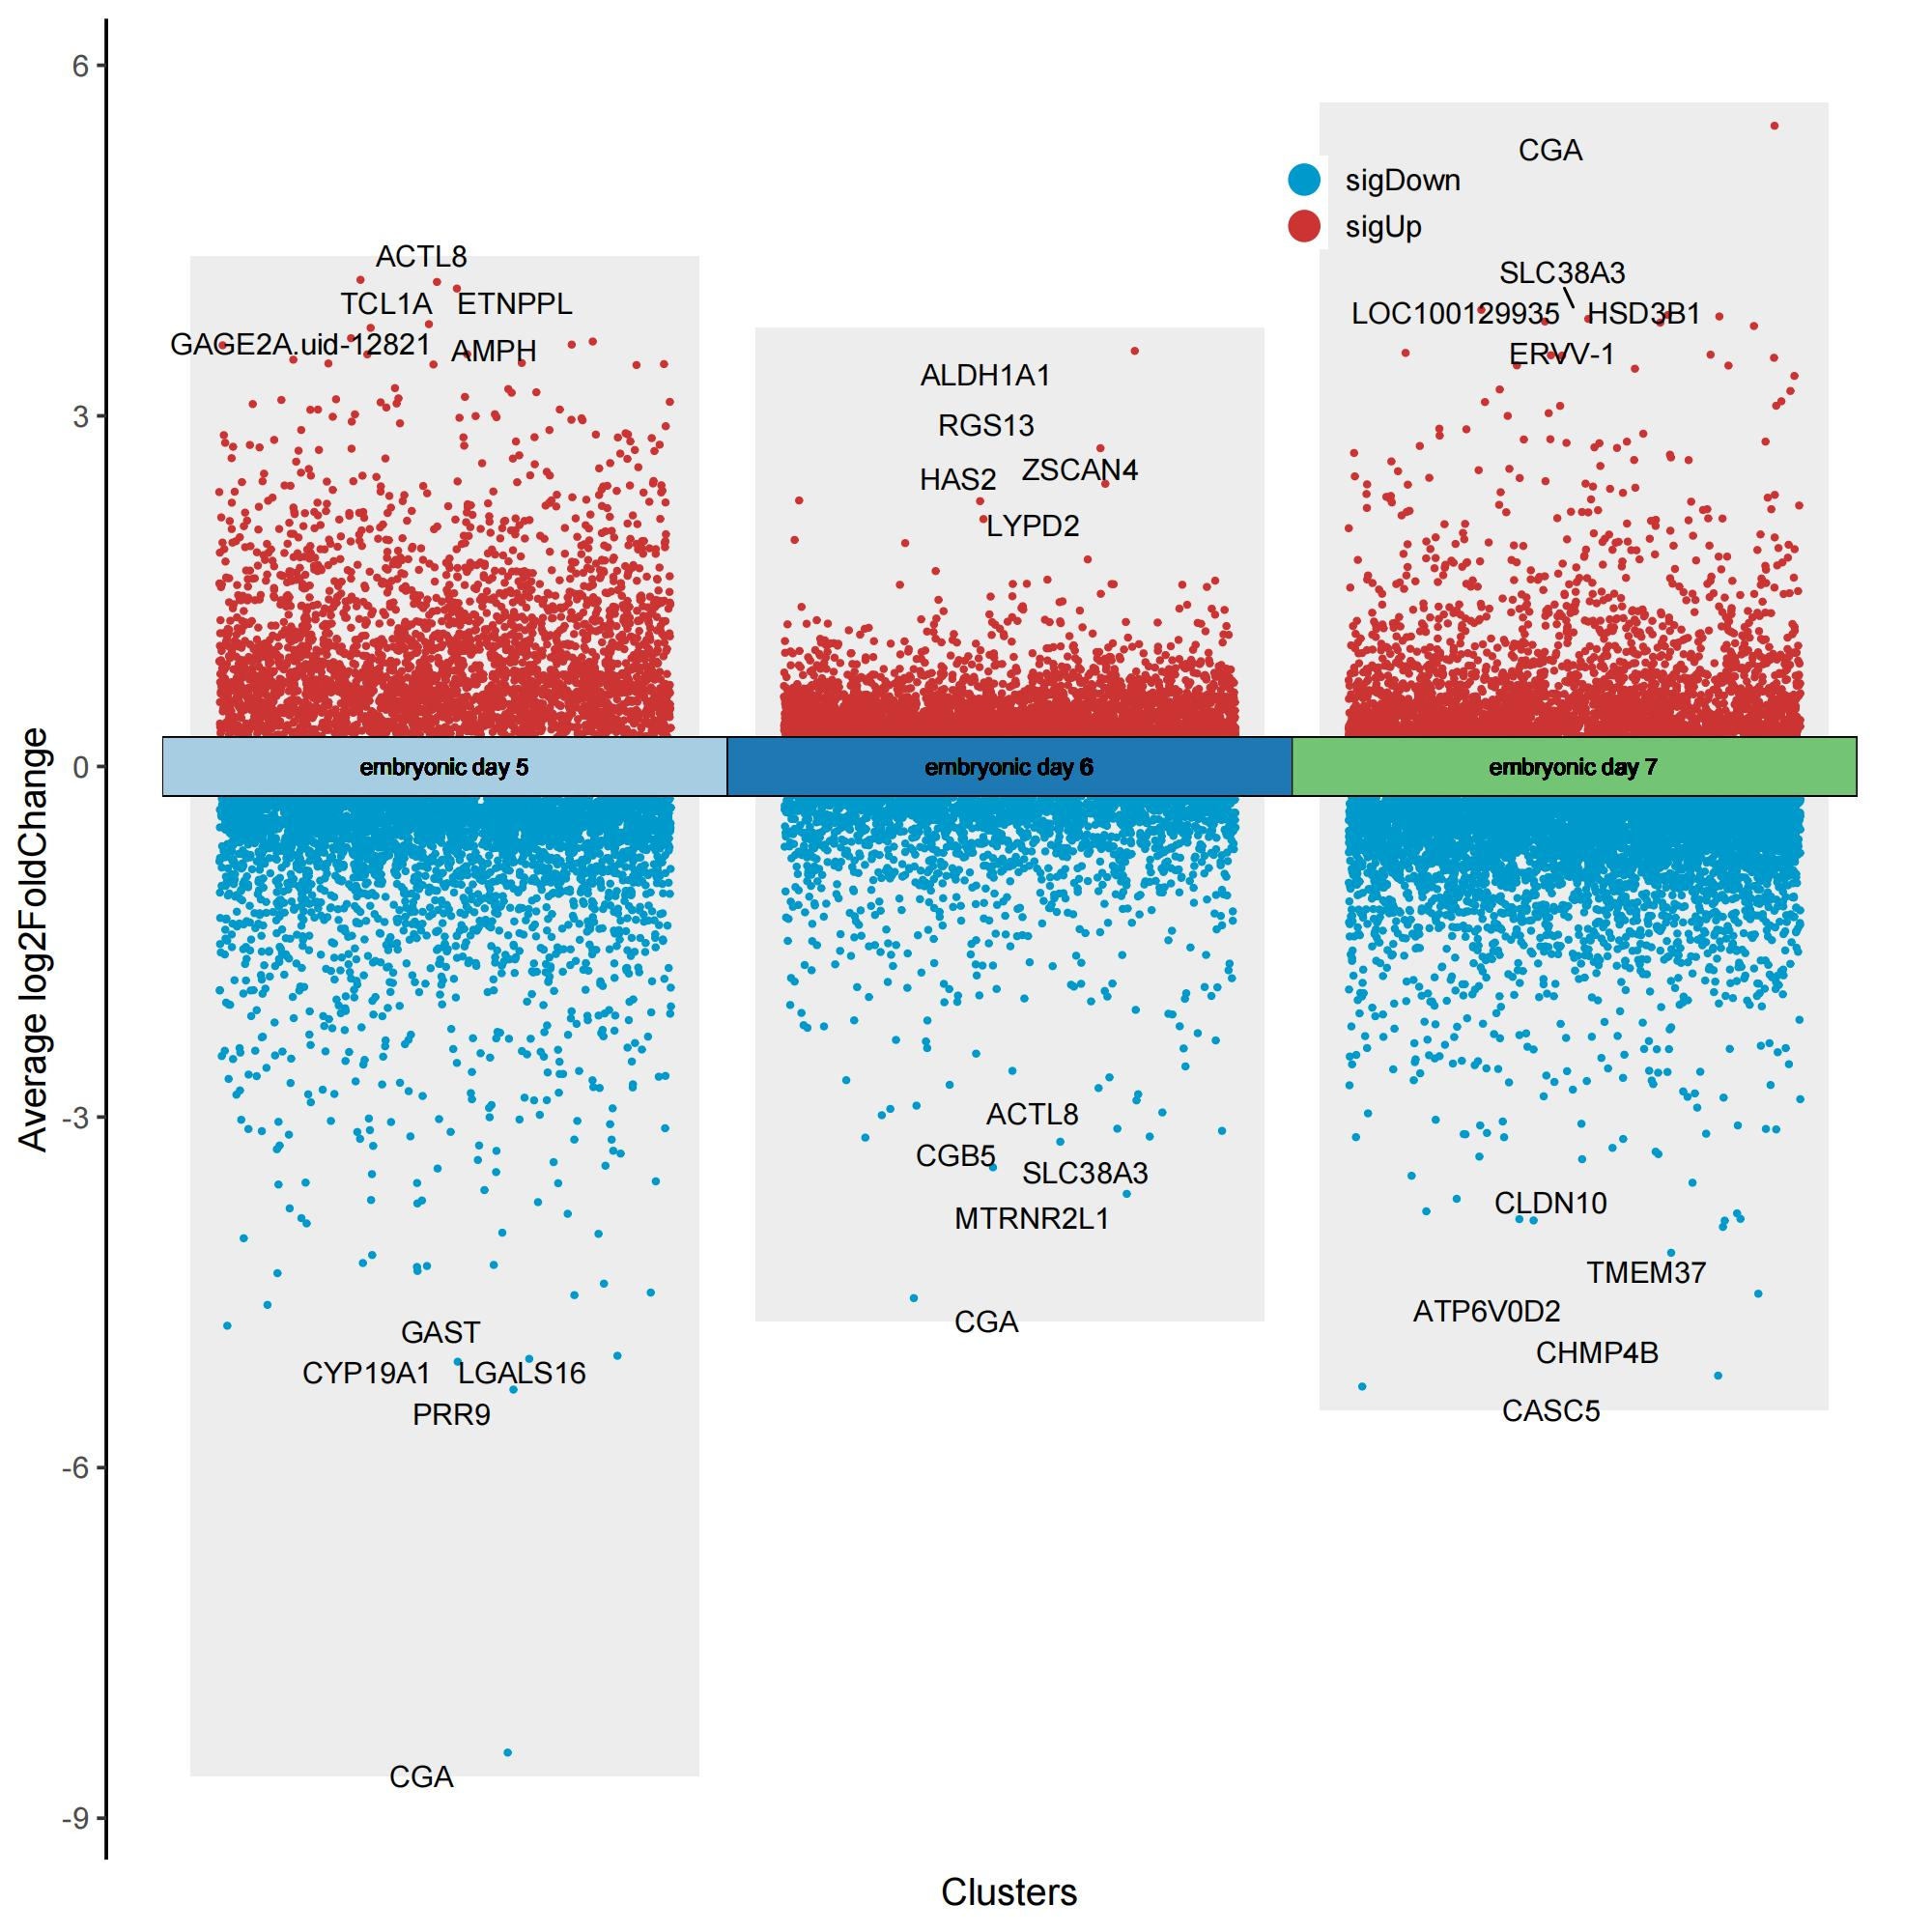 6
CGA
sigDown
sigUp
ACTL8
SLC38A3
TCL1A ETNPPL
LOC100129935 HSD3B1
GAGE2A.uid-12821 AMPH
ERVV-1
ALDH1A1
3
RGS13
HAS2 ZSCAN4
LYPD2
0
embryonic day 5 embryonic day 6 embryonic day 7
Average log2FoldChange
-3
ACTL8
CGB5 SLC38A3
CLDN10
MTRNR2L1
TMEM37
ATP6V0D2
CGA
GAST
CHMP4B
CYP19A1 LGALS16
CASC5
PRR9
-6
CGA
-9
Clusters